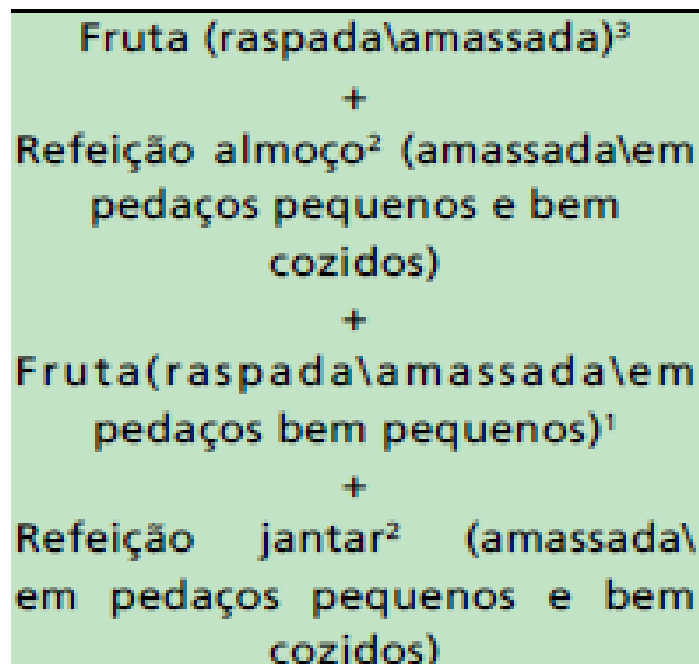 Fruta (raspada\amassada)³
+
Refeição almoço² (amassada\em
pedaços pequenos e bem
cozidos)
+
Fruta(raspada\amassada\em
pedaços bem pequenos)¹
+
Refeição jantar² (amassada\
em pedaços pequenos e bem
cozidos)